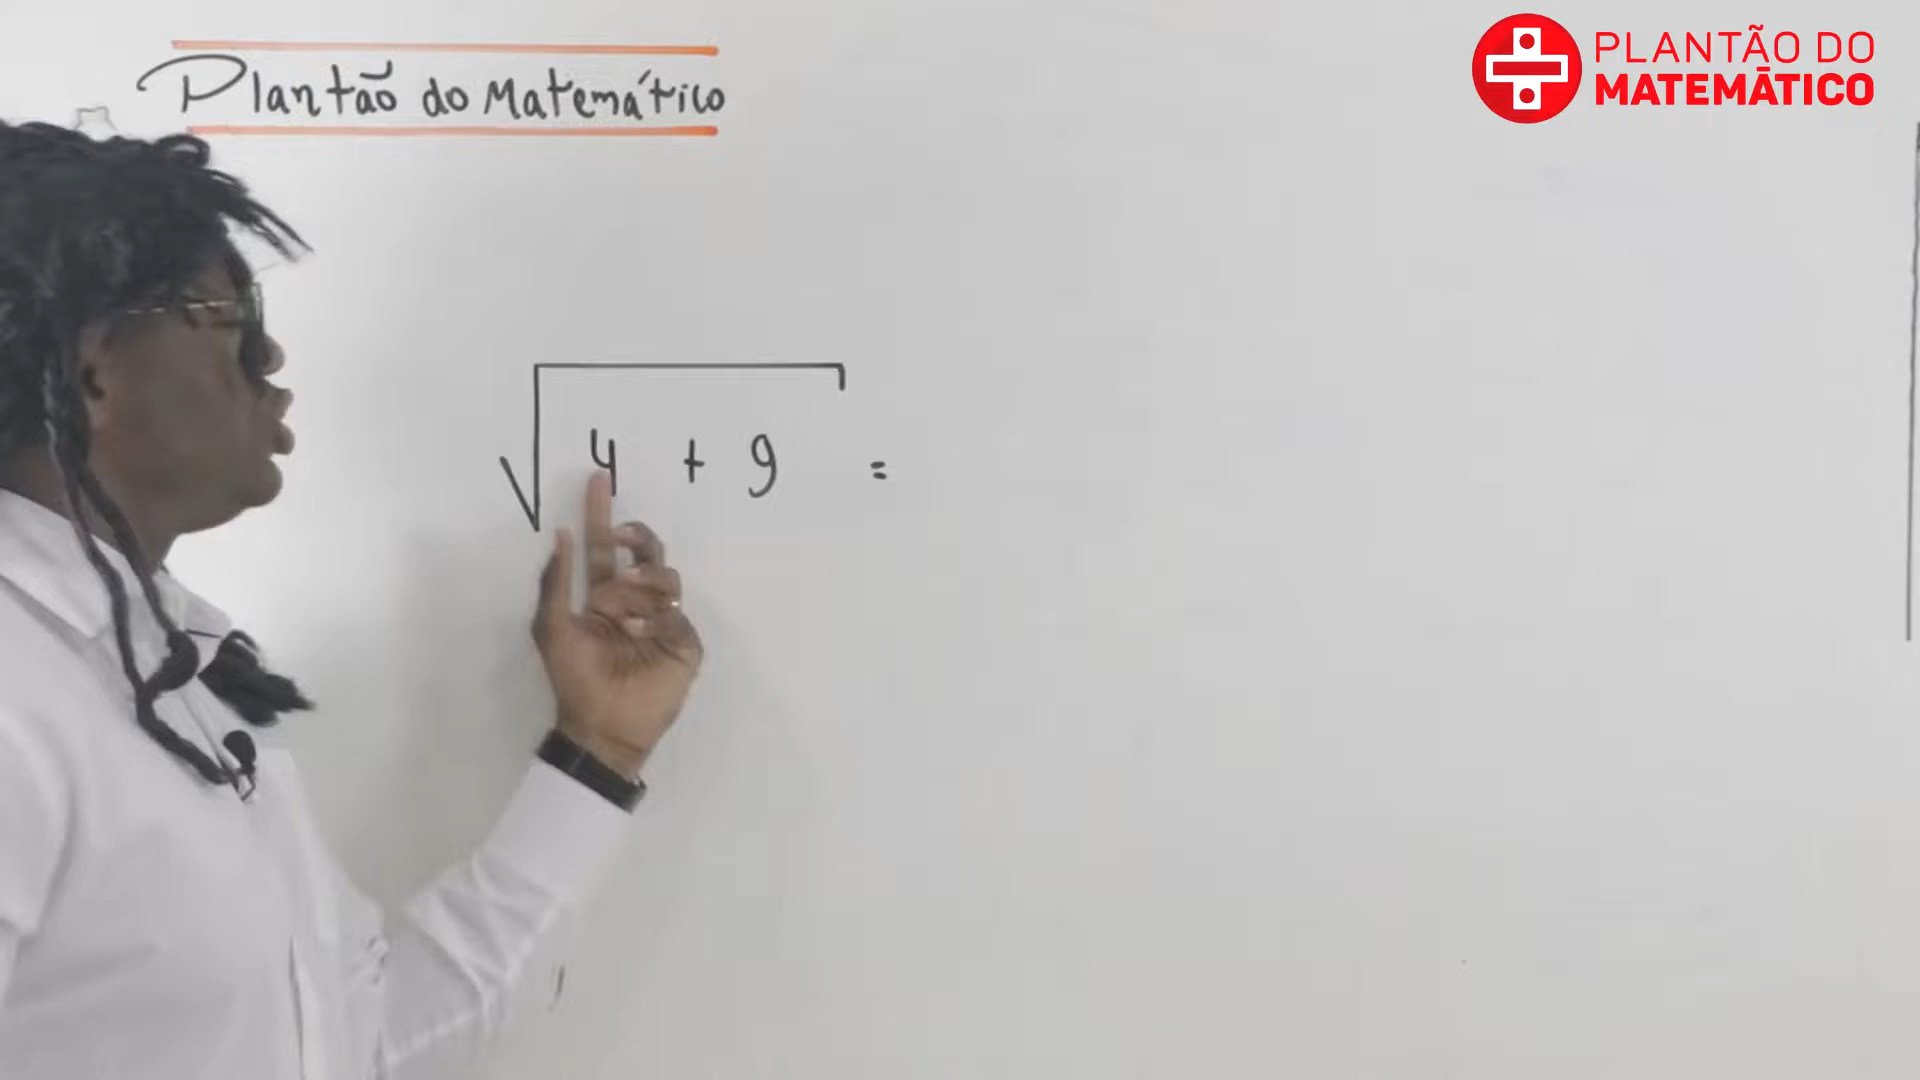 Plantão do Matemático
PLANTÃO DO
MATEMÁTICO
√4 + 9 =